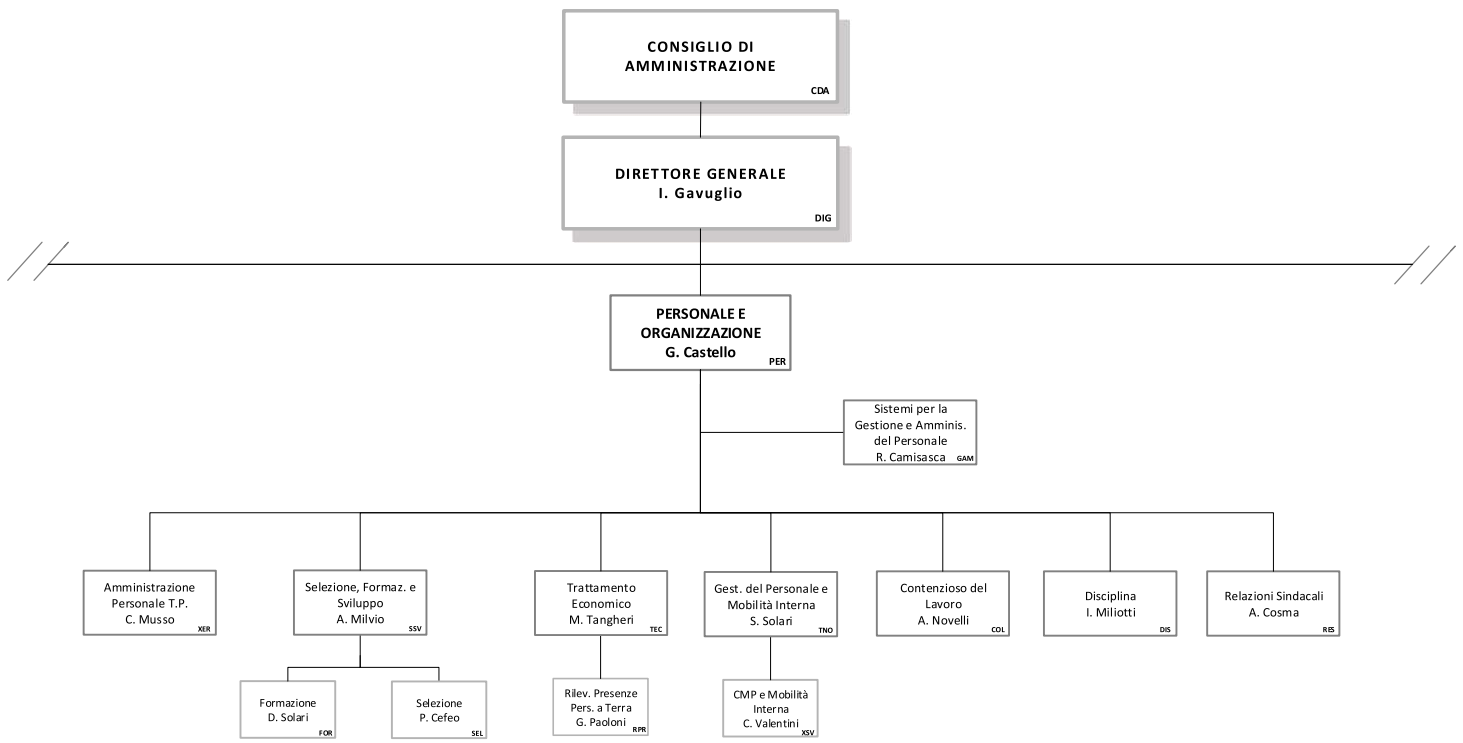 CONSIGLIO DI
AMMINISTRAZIONE
CDA
DIRETTORE GENERALE
I. Gavuglio
DIG
PERSONALE E
ORGANIZZAZIONE
G. Castello
PER
Sistemi per la
Gestione e Amminis.
del Personale
R. Camisasca
GAM
Amministrazione
Personale T.P.
C. Musso
XER
Selezione, Formaz. e
Sviluppo
A. Milvio
SSV
Trattamento
Economico
M. Tangheri
TEC
Gest. del Personale e
Mobilità Interna
S. Solari
TNO
Contenzioso del
Lavoro
A. Novelli
COL
Disciplina
I. Miliotti
DIS
Relazioni Sindacali
A. Cosma
RES
Formazione
D. Solari
FOR
Selezione
P. Cefeo
SEL
Rilev. Presenze
Pers. a Terra
G. Paoloni
RPR
CMP e Mobilità
Interna
C. Valentini
XSV